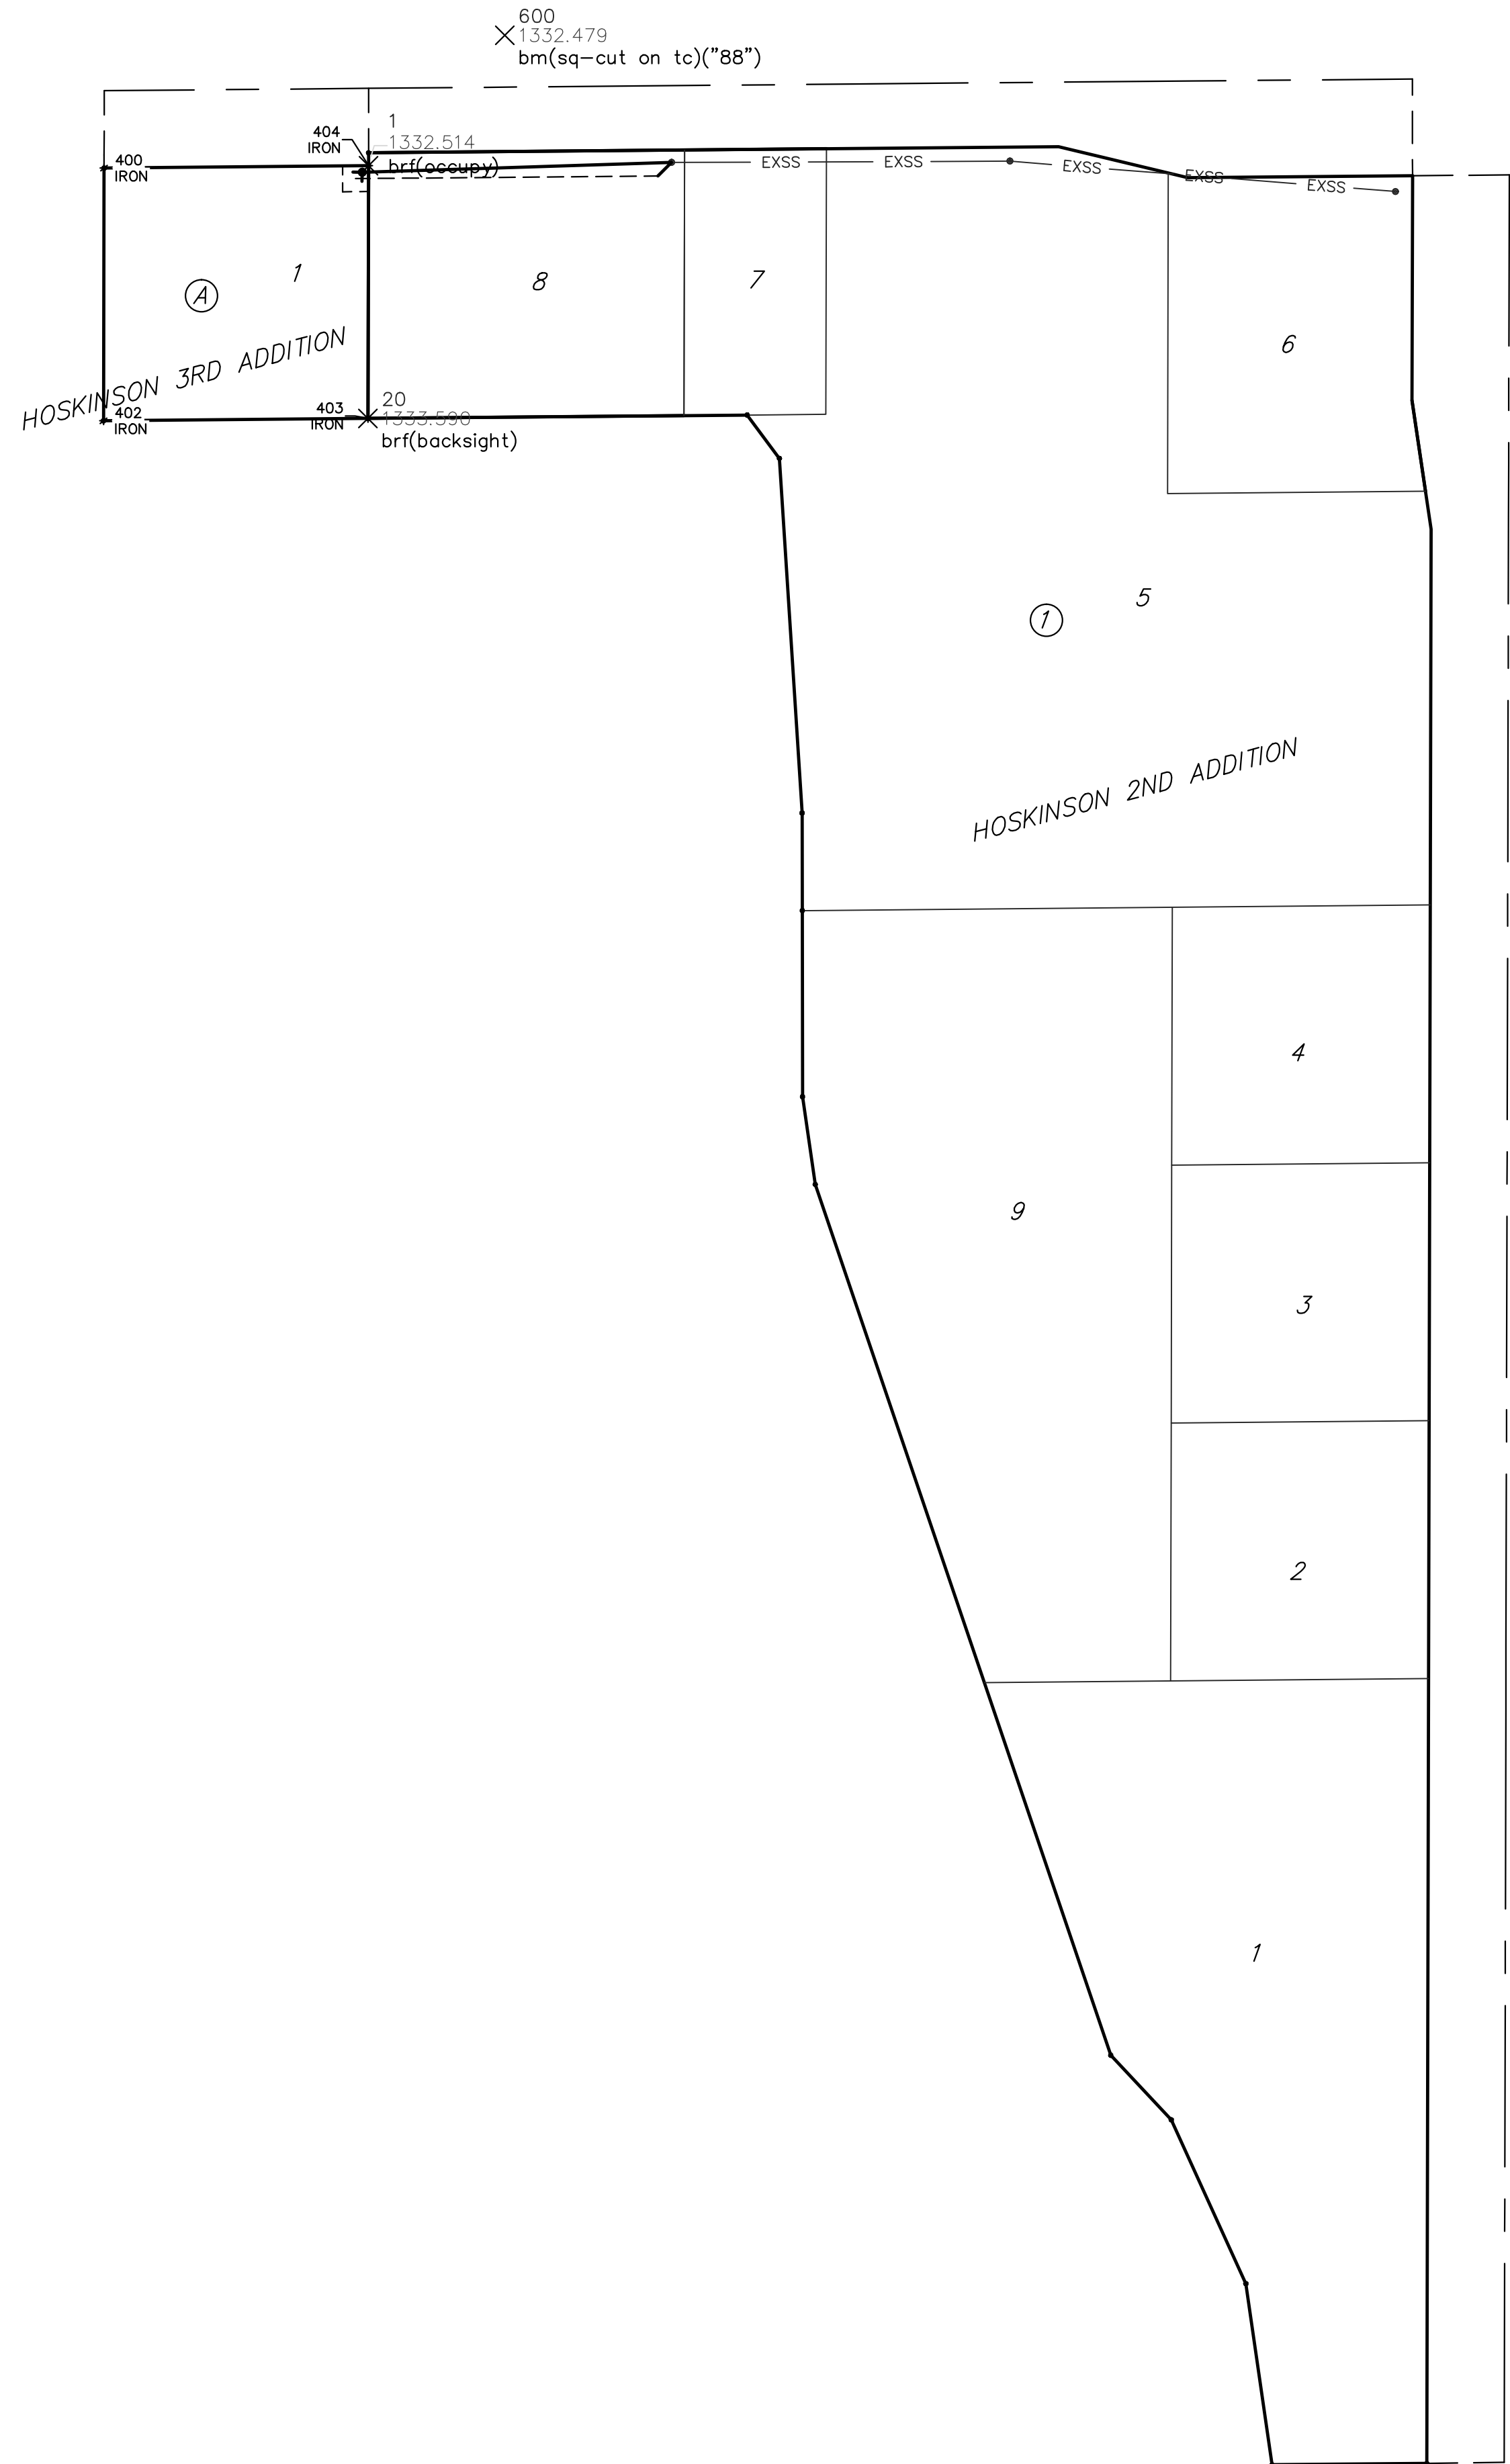 600
1332.479
bm(sq-cut on tc)("88")
1
1332.514
brf(occupy)
404
IRON
400
IRON
EXSS
EXSS
EXSS
EXSS
EXSS
1
A
8
7
6
HOSKINSON 3RD ADDITION
402
IRON
403
IRON
20
1333.590
brf(backsight)
5
1
HOSKINSON 2ND ADDITION
4
9
3
2
1